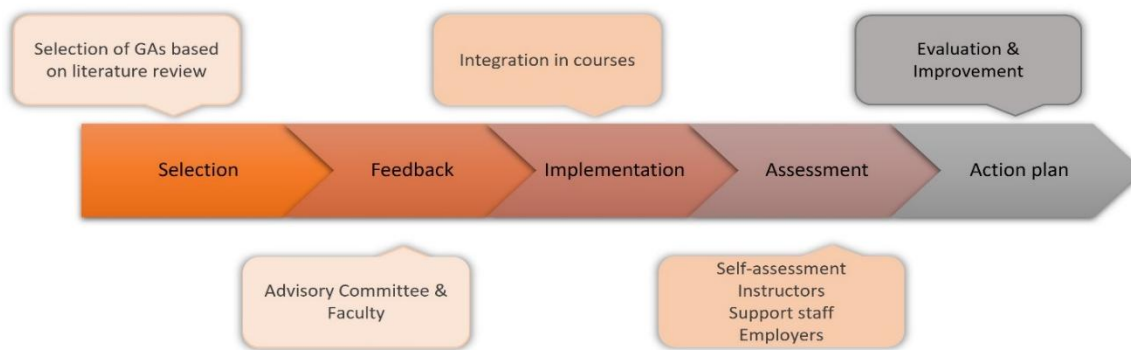 Selection of GAs based
on literature review
Integration in courses
Evaluation &
Improvement
Selection
Feedback
Implementation
Assessment
Action plan
Advisory Committee &
Faculty
Self-assessment
Instructors
Support staff
Employers